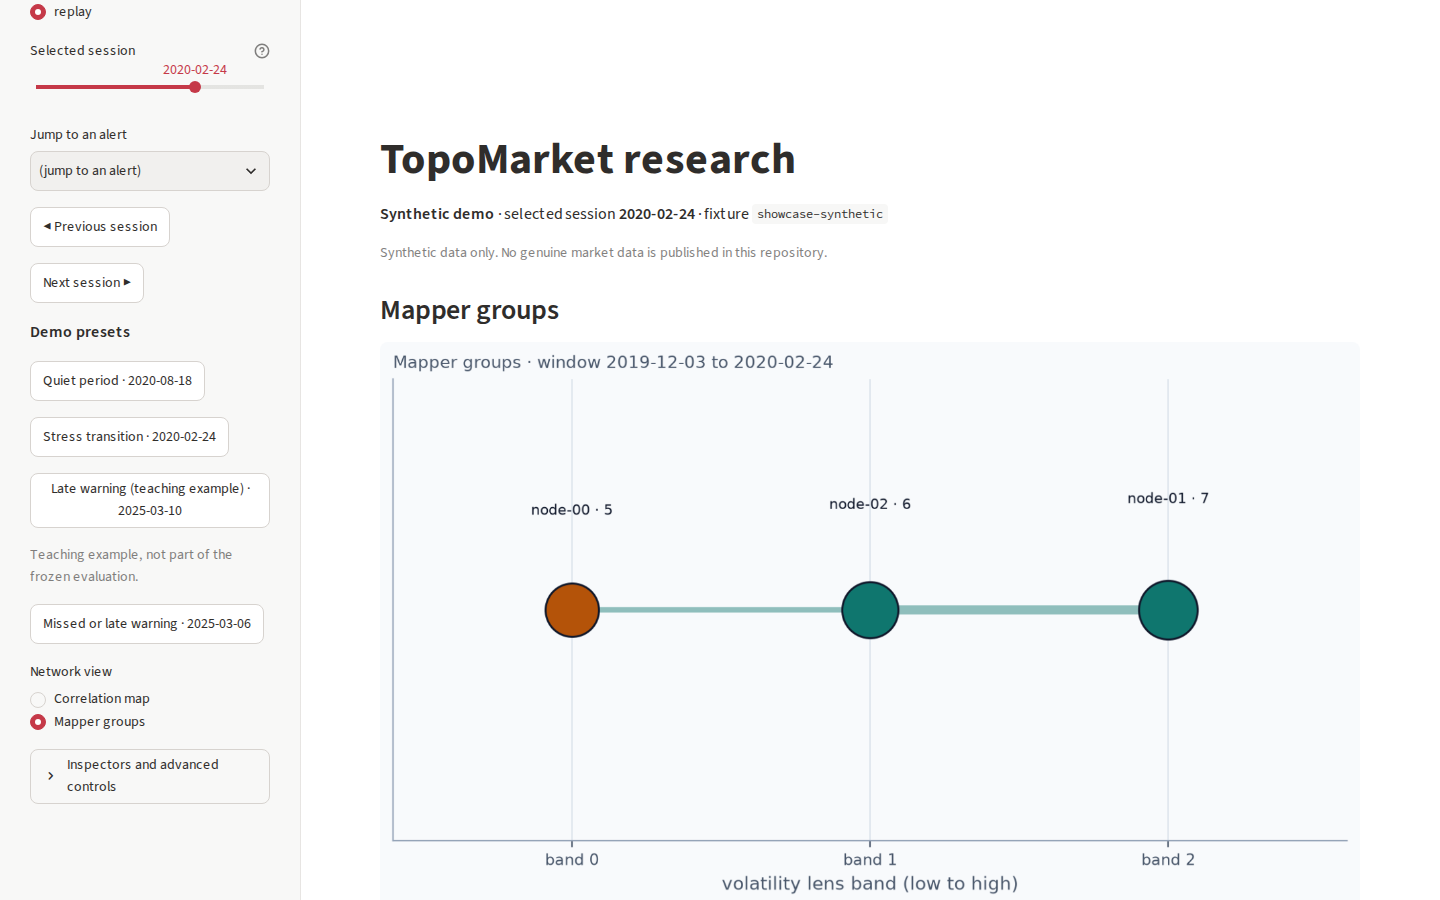 replay
Selected session
2020-02-24
Jump to an alert
(jump to an alert)
◂ Previous session
Next session ▸
Demo presets
Quiet period · 2020-08-18
Stress transition · 2020-02-24
Late warning (teaching example) ·
2025-03-10
Teaching example, not part of the
frozen evaluation.
Missed or late warning · 2025-03-06
Network view
Correlation map
Mapper groups
Inspectors and advanced
controls
TopoMarket research
Synthetic demo · selected session 2020-02-24 · fixture showcase-synthetic
Synthetic data only. No genuine market data is published in this repository.
Mapper groups
Mapper groups · window 2019-12-03 to 2020-02-24
node-00 · 5
node-02 · 6
node-01 · 7
band 0
band 1
band 2
volatility lens band (low to high)